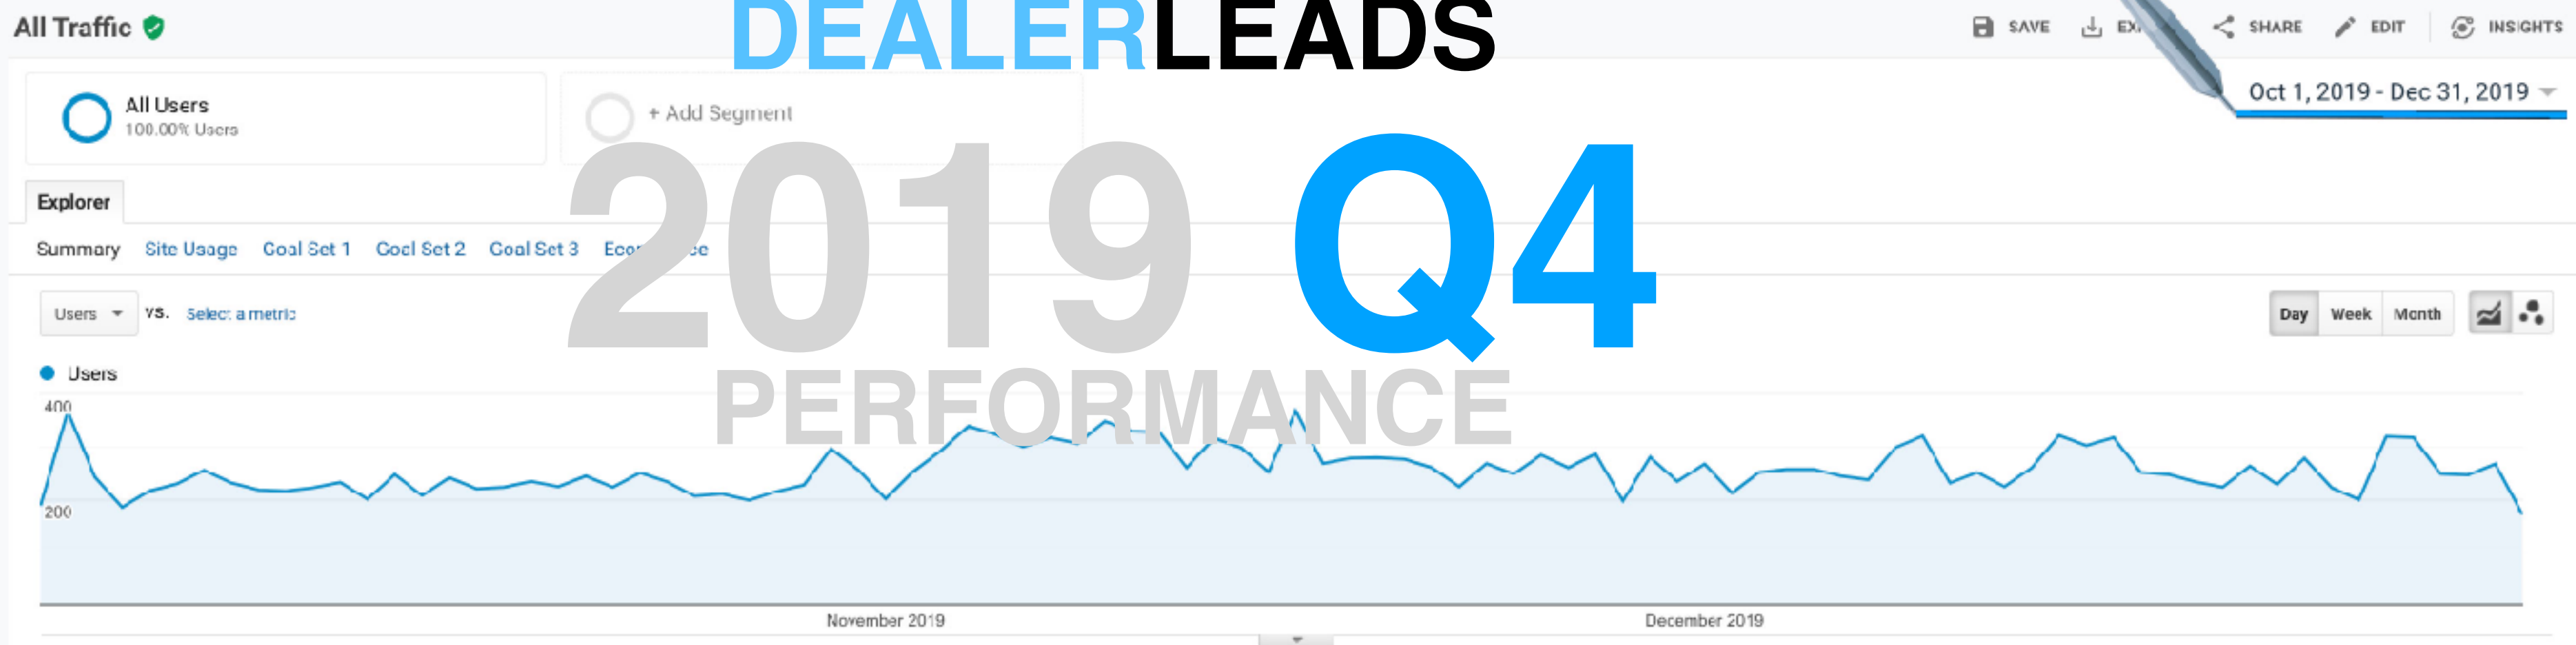 All Traffic
DEALERLEADS
SAVE
SHARE
EDIT
INSIGHTS
All Users
100.00% Users
+ Add Segment
Oct 1, 2019 - Dec 31, 2019
2019 Q4
Explorer
Summary Site Usage Goal Set 1 Goal Set 2 Goal Set 3
Users VS. Select a metric
Day Week Month
Users
PERFORMANCE
400
200
November 2019 December 2019